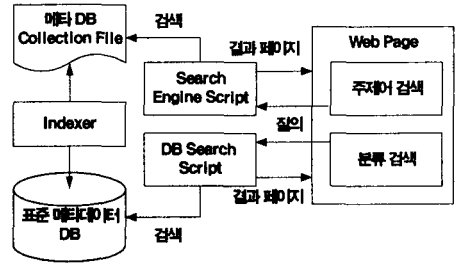 메타 DB
Collection File
검색
결과 페이지
Web Page
Search
Engine Script
주제어 검색
Indexer
질의
DB Search
Script
분류 검색
표준 메타데이터
DB
결과 페이지
검색